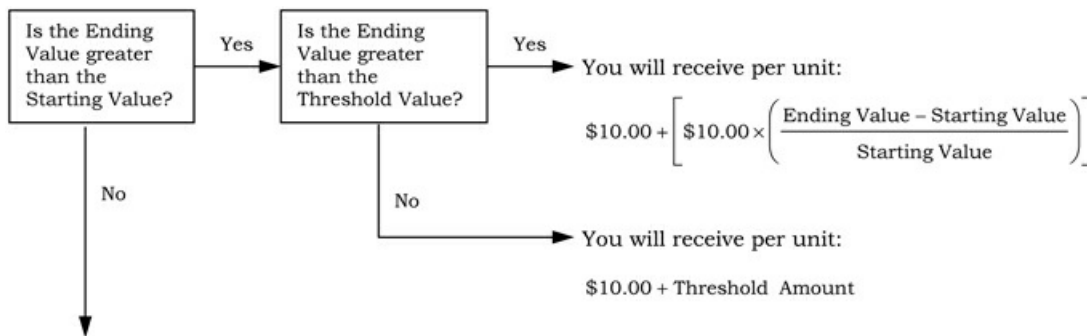 Is the Ending
Value greater
than the
Starting Value?
Yes
Is the Ending
Value greater
than the
Threshold Value?
Yes
You will receive per unit:
$10.00 + [ $10.00 × ( Ending Value – Starting Value
Starting Value ) ]
No
No
You will receive per unit:
$10.00 + Threshold Amount